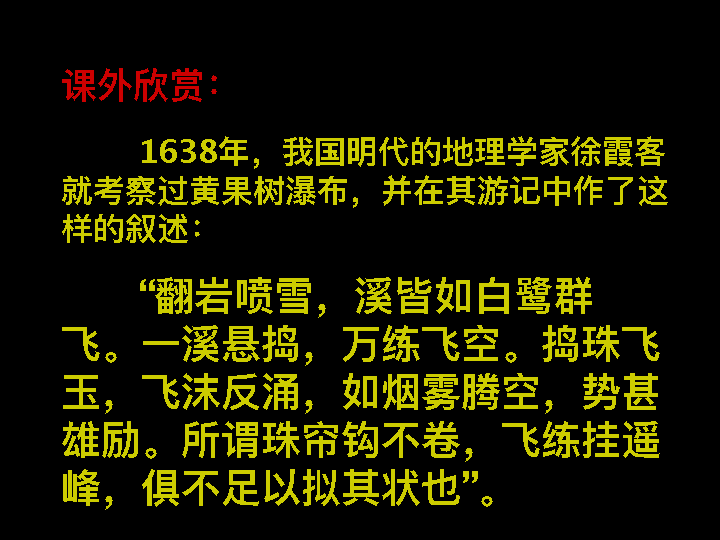 课外欣赏：
1638年，我国明代的地理学家徐霞客
就考察过黄果树瀑布，并在其游记中作了这
样的叙述：
“翻岩喷雪，溪皆如白鹭群
飞。一溪悬捣，万练飞空。捣珠飞
玉，飞沫反涌，如烟雾腾空，势甚
雄励。所谓珠帘钩不卷，飞练挂遥
峰，俱不足以拟其状也”。